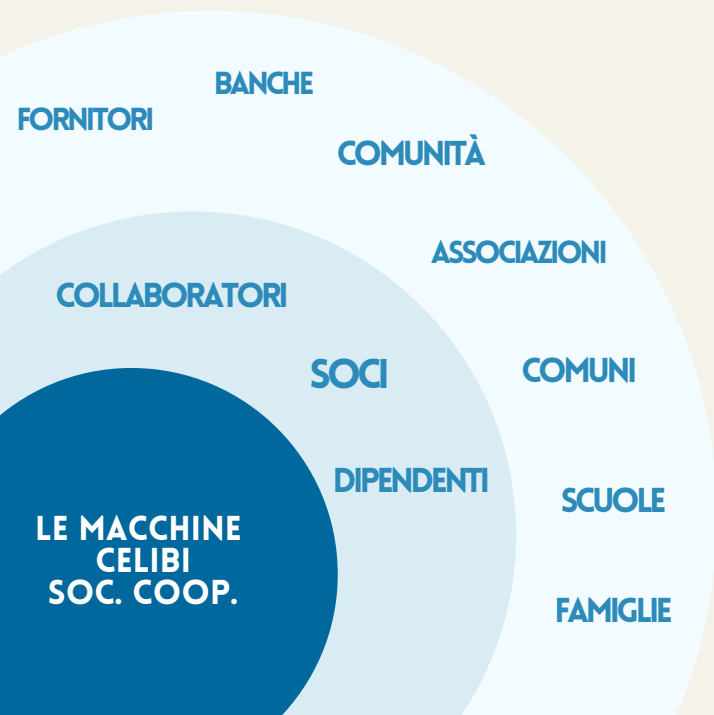 BANCHE
FORNITORI
COMUNITÀ
ASSOCIAZIONI
COLLABORATORI
SOCI
COMUNI
DIPENDENTI
SCUOLE
LE MACCHINE
CELIBI
SOC. COOP.
FAMIGLIE